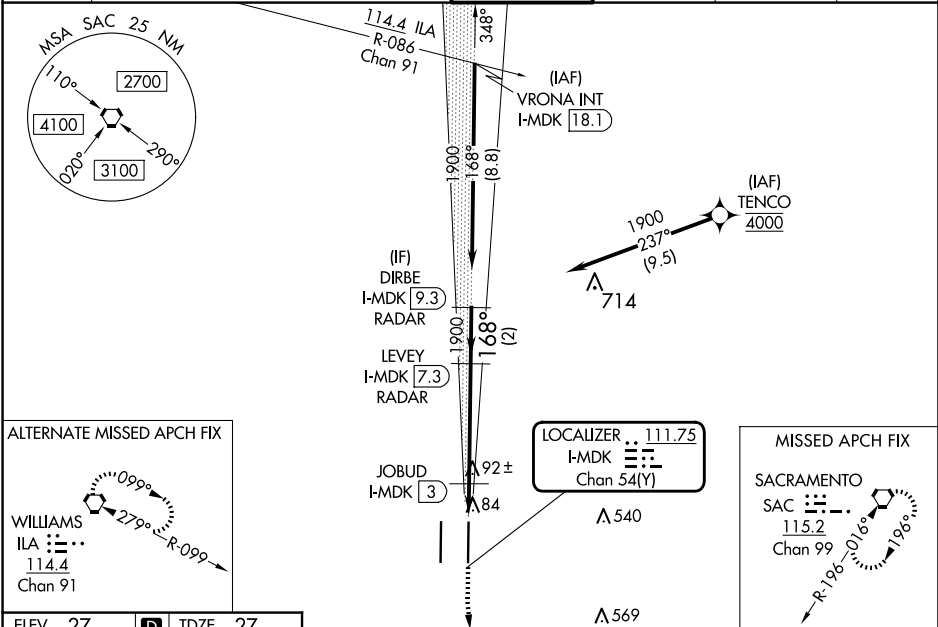 MSA SAC 25 NM
110°
2700
4100
020°
3100
290°
114.4 ILA
R-086
Chan 91
348°
(IAF)
VRONA INT
I-MDK 18.1
1900
168°
(8.8)
(IAF)
TENCO
4000
1900
237°
(9.5)
714
(IF)
DIRBE
I-MDK 9.3
RADAR
1900
168°
(2)
LEVEY
I-MDK 7.3
RADAR
JOBUD
I-MDK 3
92±
84
LOCALIZER 111.75
I-MDK
Chan 54(Y)
540
569
ALTERNATE MISSED APCH FIX
099°
279°
R-099
WILLIAMS
ILA
114.4
Chan 91
MISSED APCH FIX
SACRAMENTO
SAC
115.2
Chan 99
016°
196°
R-196
ELEV 27 D TDZE 27